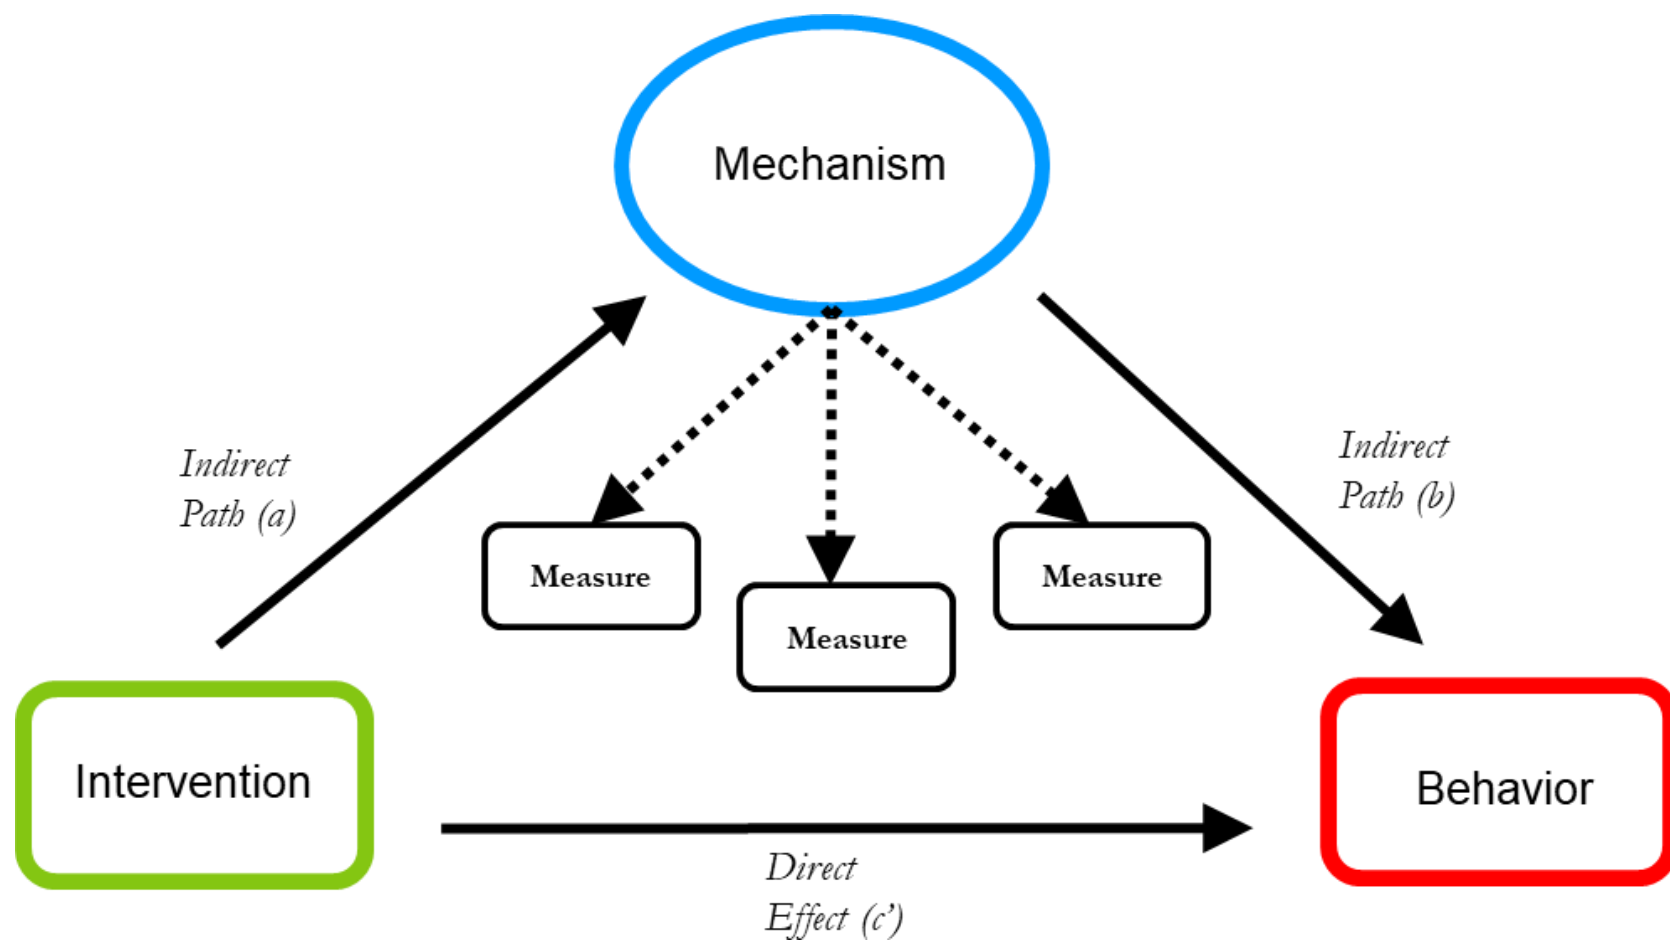 Mechanism
Indirect
Path (a)
Indirect
Path (b)
Measure
Measure
Measure
Intervention
Behavior
Direct
Effect (c’)